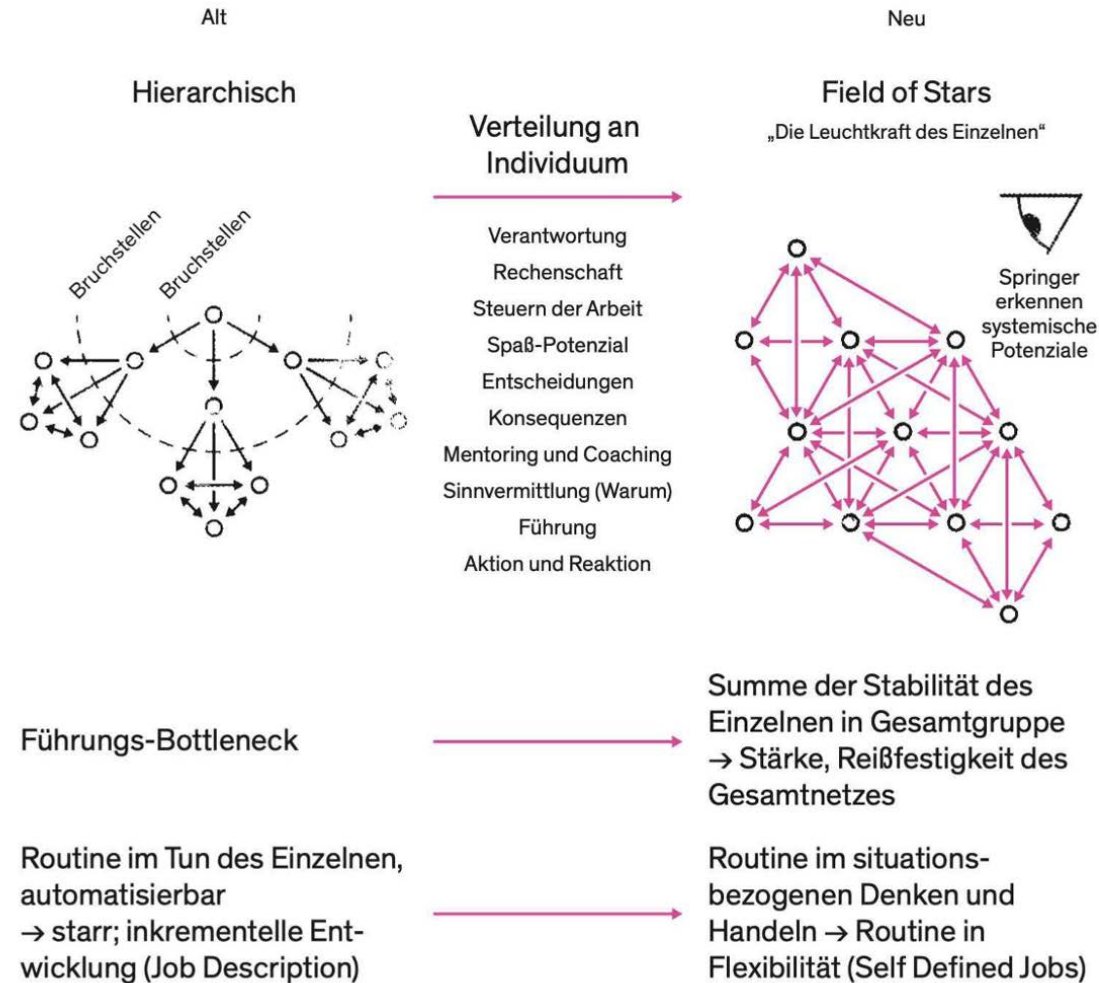 Alt
Neu
Hierarchisch
Field of Stars
„Die Leuchtkraft des Einzelnen“
Verteilung an
Individuum
Bruchstellen
Bruchstellen
Verantwortung
Rechenschaft
Steuern der Arbeit
Spaß-Potenzial
Entscheidungen
Konsequenzen
Mentoring und Coaching
Sinnvermittlung (Warum)
Führung
Aktion und Reaktion
Springer
erkennen
systemische
Potenziale
Führungs-Bottleneck
Summe der Stabilität des
Einzelnen in Gesamtgruppe
→ Stärke, Reißfestigkeit des
Gesamtnetzes
Routine im Tun des Einzelnen,
automatisierbar
→ starr; inkrementelle Ent-
wicklung (Job Description)
Routine im situations-
bezogenen Denken und
Handeln → Routine in
Flexibilität (Self Defined Jobs)